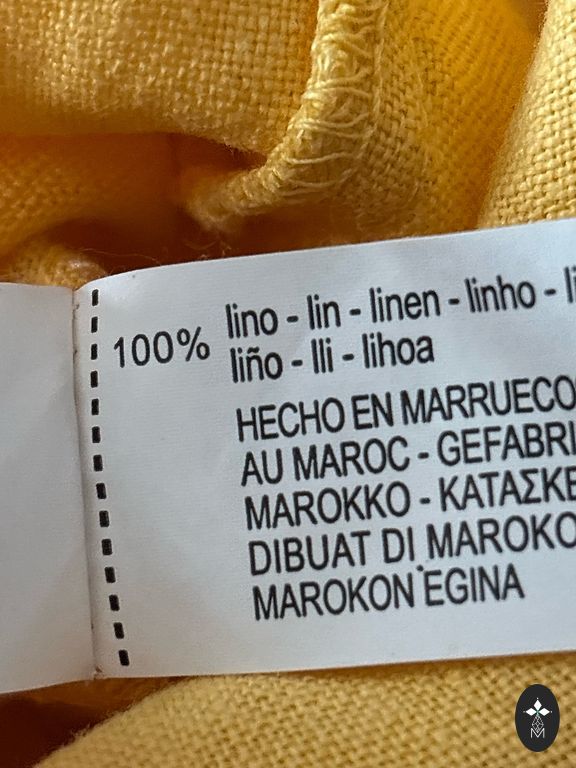 100% lino - lin - linen - linho - li
liño - lli - lihoa
HECHO EN MARRUECO
AU MAROC - GEFABRI
MAROKKO - ΚΑΤΑΣΚΕ
DIBUAT DI MAROKO
MAROKON EGINA
M